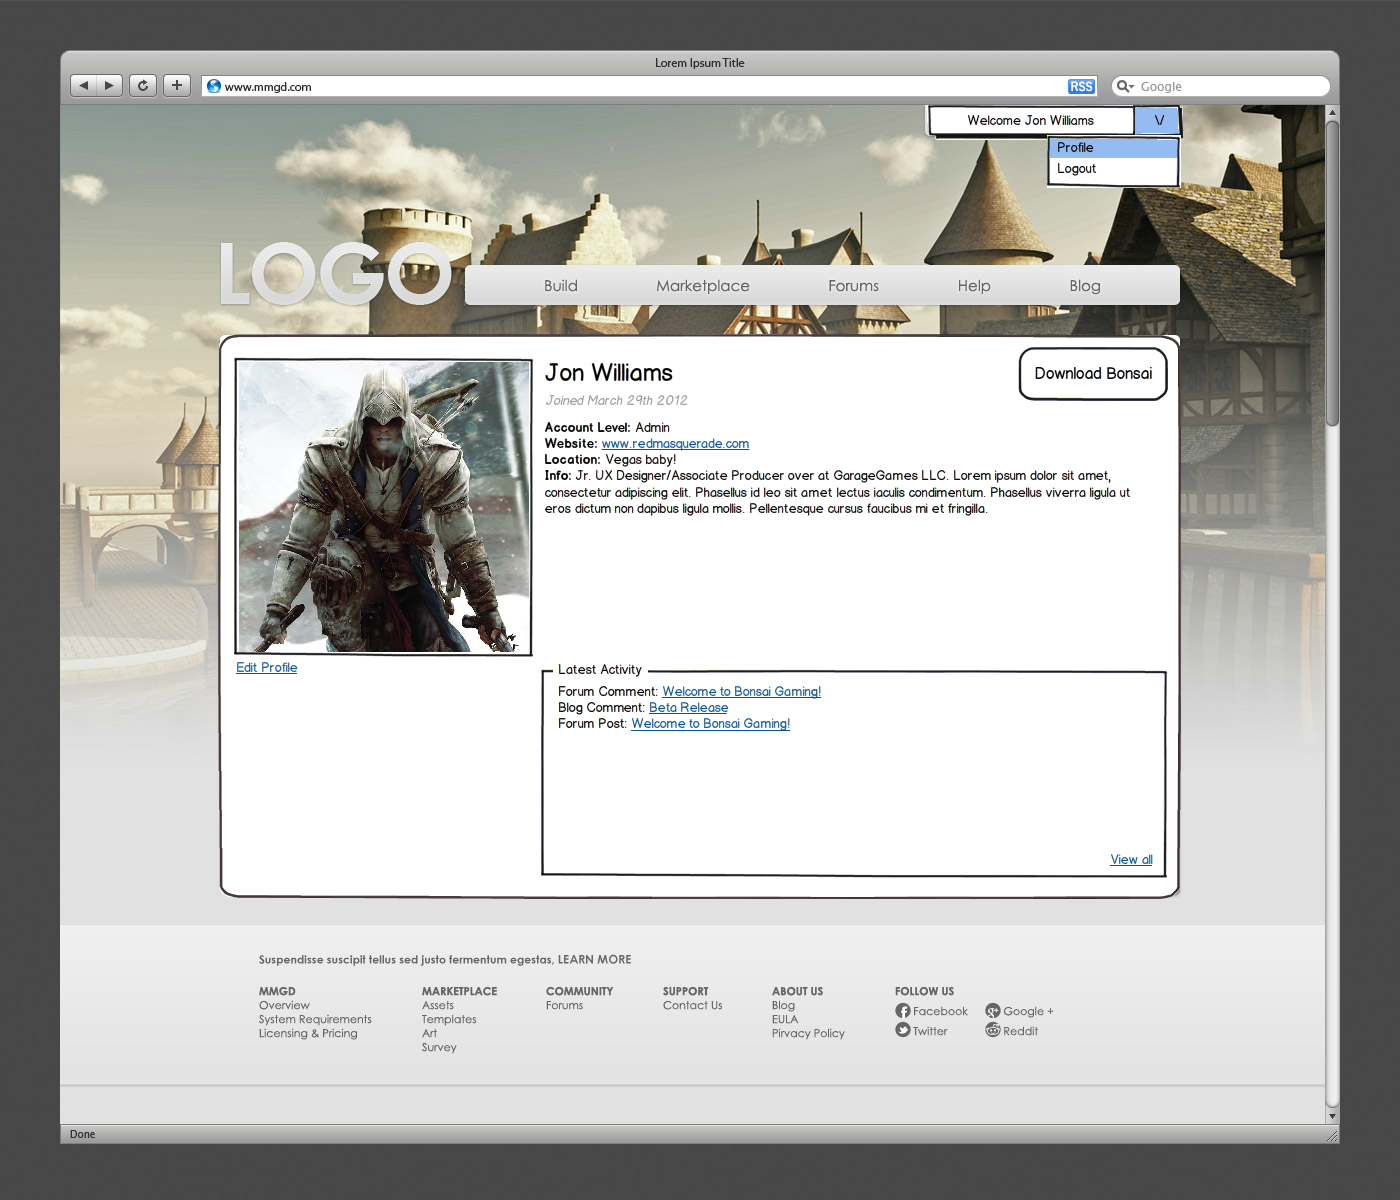 Lorem Ipsum Title
www.mmgd.com
RSS
Google
Welcome Jon Williams
\/
Profile
Logout
LOGO
Build Marketplace Forums Help Blog
Jon Williams
Download Bonsai
Joined March 29th 2012
Account Level: Admin
Website: www.redmasquerade.com
Location: Vegas baby!
Info: Jr. UX Designer/Associate Producer over at GarageGames LLC. Lorem ipsum dolor sit amet,
consectetur adipiscing elit. Phasellus id leo sit amet lectus iaculis condimentum. Phasellus viverra ligula ut
eros dictum non dapibus ligula mollis. Pellentesque cursus faucibus mi et fringilla.
Edit Profile
Latest Activity
Forum Comment: Welcome to Bonsai Gaming!
Blog Comment: Beta Release
Forum Post: Welcome to Bonsai Gaming!
View all
Suspendisse suscipit tellus sed justo fermentum egestas, LEARN MORE
MMGD
Overview
System Requirements
Licensing & Pricing
MARKETPLACE
Assets
Templates
Art
Survey
COMMUNITY
Forums
SUPPORT
Contact Us
ABOUT US
Blog
EULA
Pirvacy Policy
FOLLOW US
Facebook
Google +
Twitter
Reddit
Done